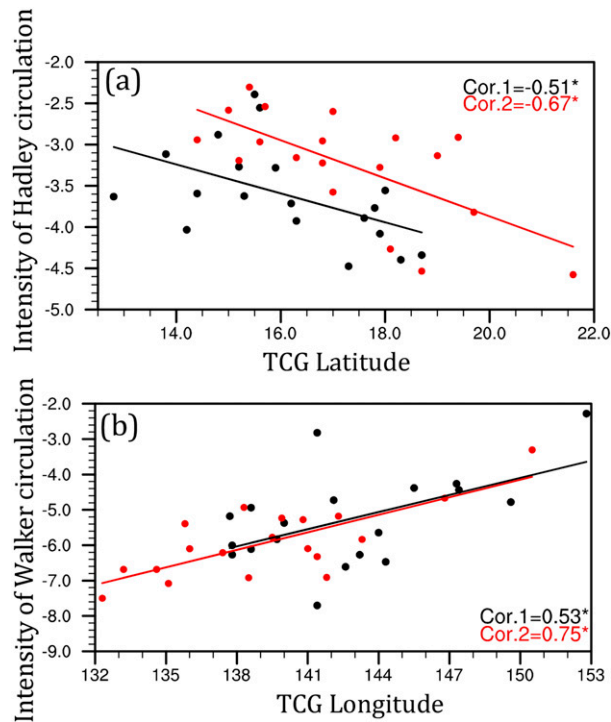 (a)
Cor.1=-0.51*
Cor.2=-0.67*
Intensity of Hadley circulation
-2.0
-2.5
-3.0
-3.5
-4.0
-4.5
-5.0
14.0 16.0 18.0 20.0 22.0
TCG Latitude
(b)
Intensity of Walker circulation
-2.0
-3.0
-4.0
-5.0
-6.0
-7.0
-8.0
-9.0
Cor.1=0.53*
Cor.2=0.75*
132 135 138 141 144 147 150 153
TCG Longitude